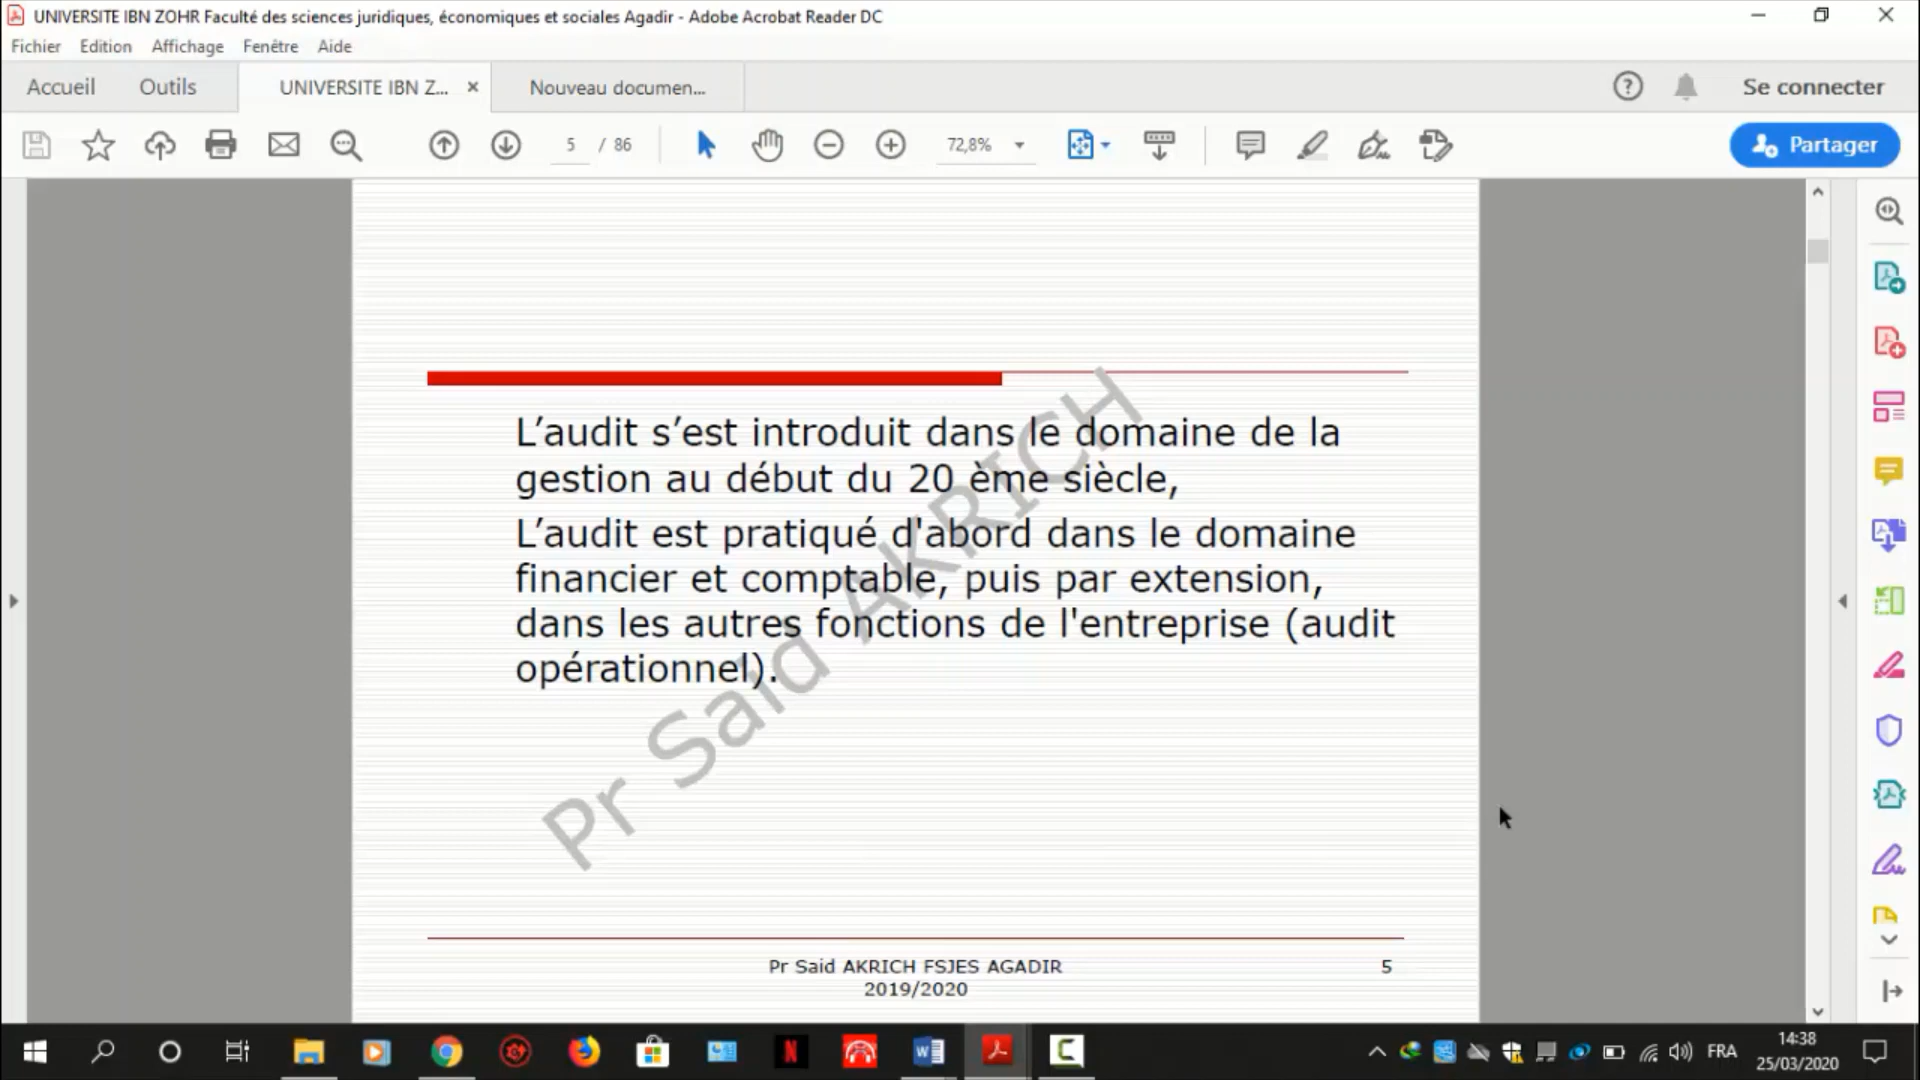 UNIVERSITE IBN ZOHR Faculté des sciences juridiques, économiques et sociales Agadir - Adobe Acrobat Reader DC
Fichier Edition Affichage Fenêtre Aide
Accueil Outils UNIVERSITE IBN Z... × Nouveau documen... Se connecter
5 / 86 72,8% Partager
L’audit s’est introduit dans le domaine de la
gestion au début du 20 ème siècle,
L’audit est pratiqué d'abord dans le domaine
financier et comptable, puis par extension,
dans les autres fonctions de l'entreprise (audit
opérationnel).
Pr Said AKRICH
Pr Said AKRICH FSJES AGADIR
2019/2020
5
FRA
14:38
25/03/2020